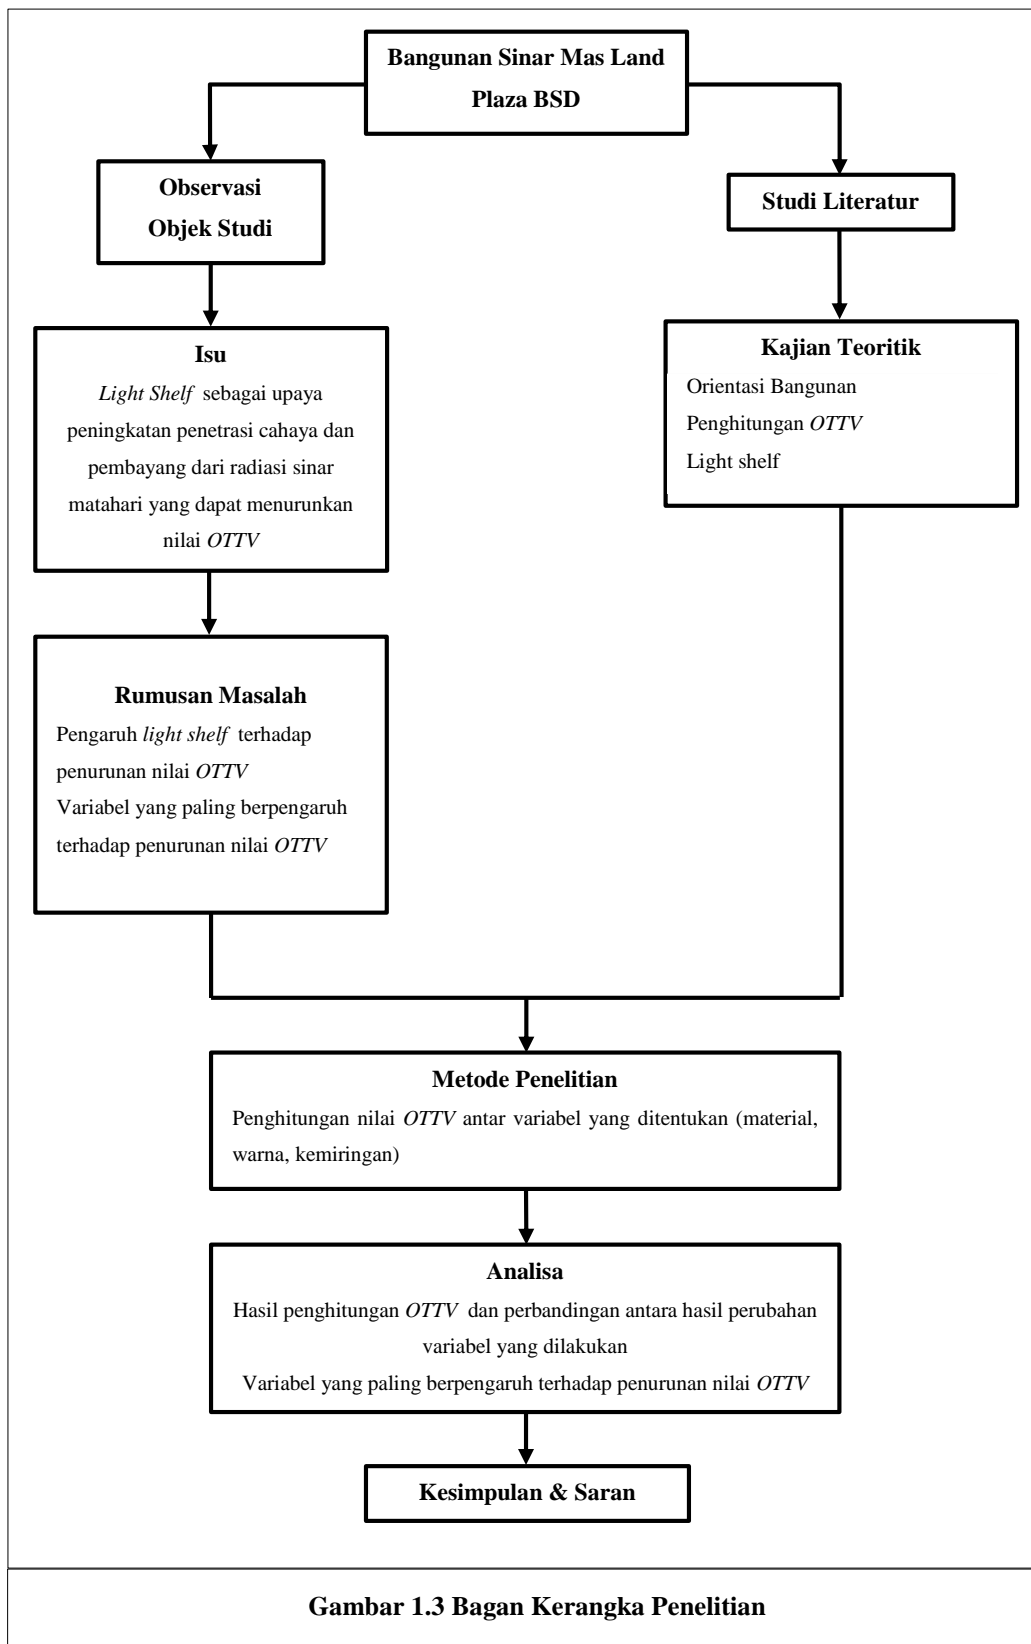 Bangunan Sinar Mas Land
Plaza BSD
Observasi
Objek Studi
Studi Literatur
Isu
Light Shelf sebagai upaya
peningkatan penetrasi cahaya dan
pembayang dari radiasi sinar
matahari yang dapat menurunkan
nilai OTTV
Kajian Teoritik
Orientasi Bangunan
Penghitungan OTTV
Light shelf
Rumusan Masalah
Pengaruh light shelf terhadap
penurunan nilai OTTV
Variabel yang paling berpengaruh
terhadap penurunan nilai OTTV
Metode Penelitian
Penghitungan nilai OTTV antar variabel yang ditentukan (material,
warna, kemiringan)
Analisa
Hasil penghitungan OTTV dan perbandingan antara hasil perubahan
variabel yang dilakukan
Variabel yang paling berpengaruh terhadap penurunan nilai OTTV
Kesimpulan & Saran
Gambar 1.3 Bagan Kerangka Penelitian